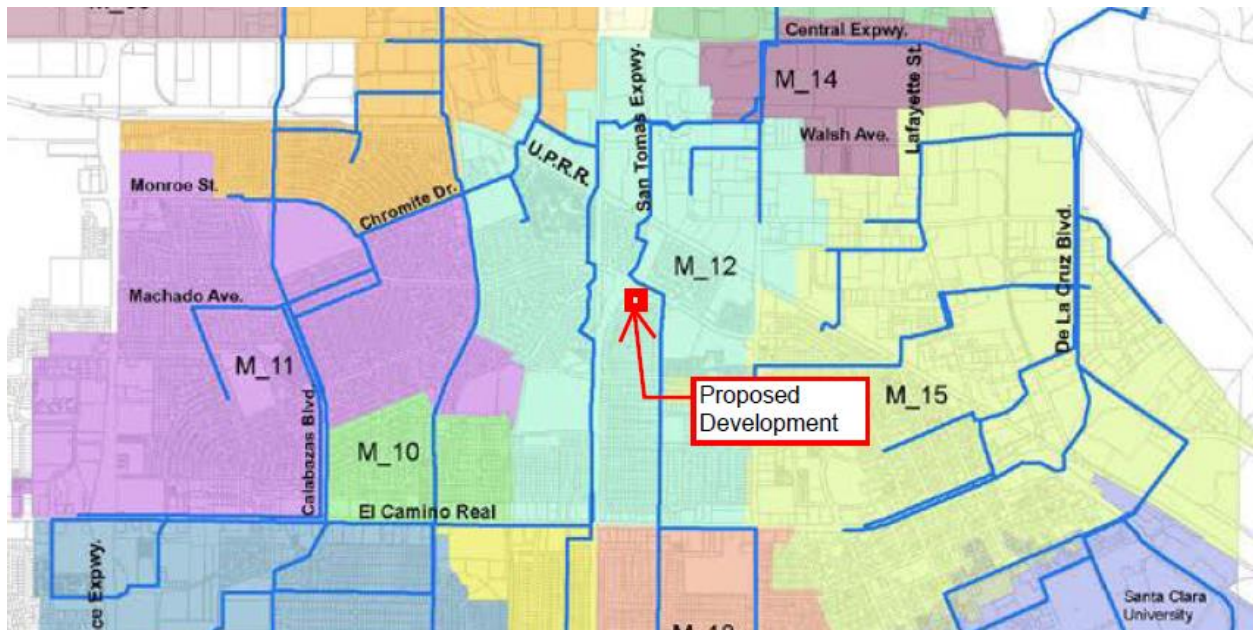 Central Expwy.
M_14
San Tomas Expwy.
Lafayette St.
Walsh Ave.
U.P.R.R.
Monroe St.
Chromite Dr.
De La Cruz Blvd.
M_12
Machado Ave.
M_11
Proposed
Development
M_15
Calabazas Blvd.
M_10
El Camino Real
ce Expwy.
Santa Clara
University